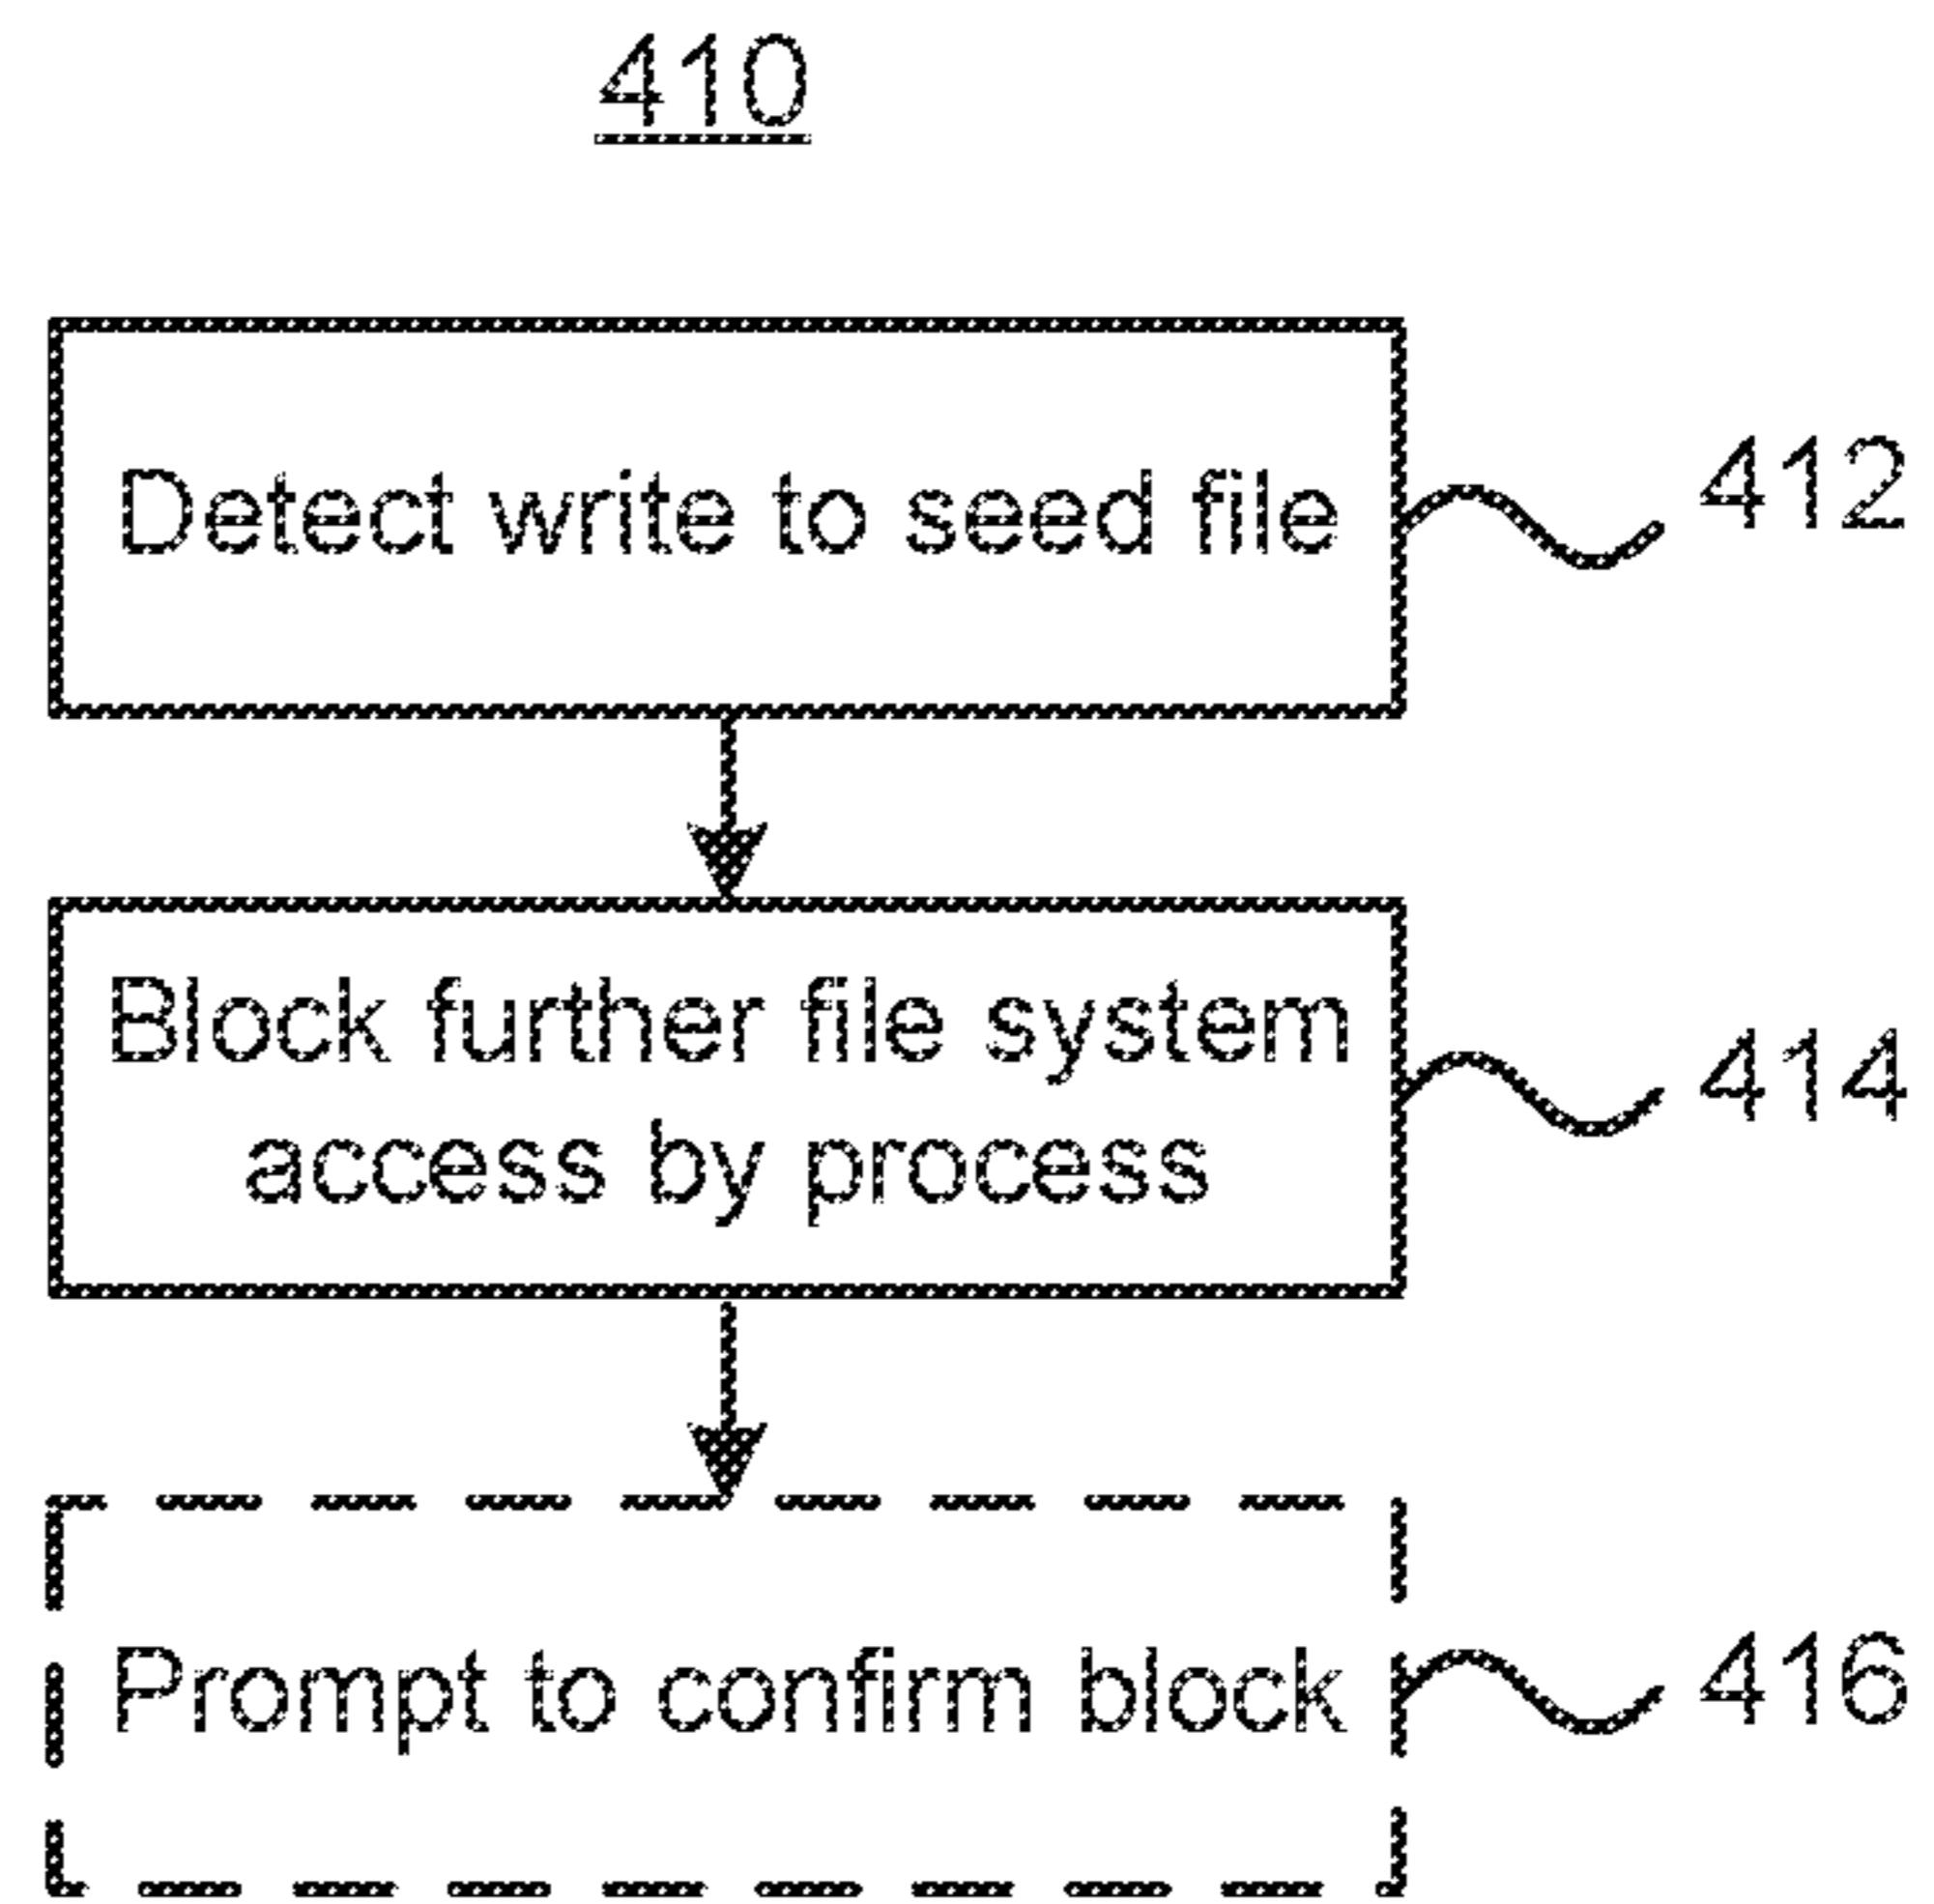 410
Detect write to seed file
412
Block further file system
access by process
414
Prompt to confirm block
416